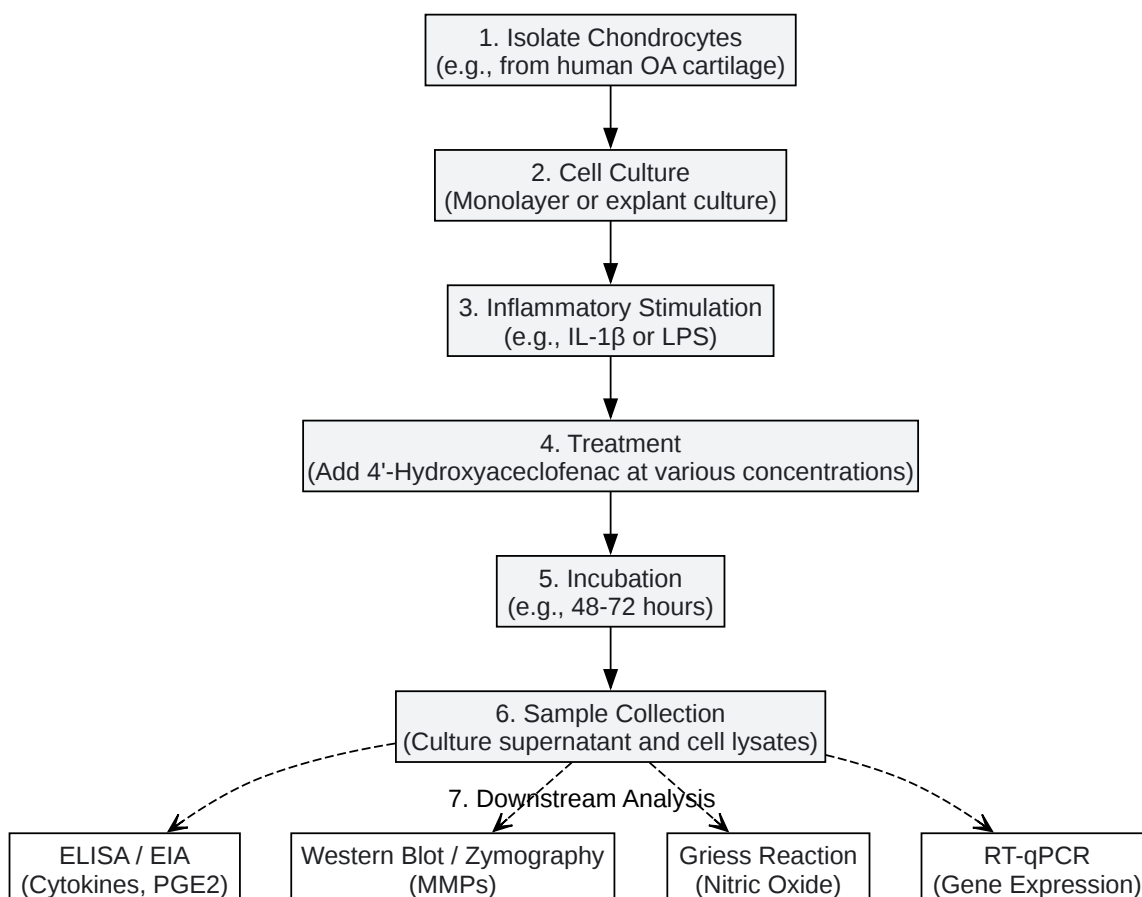 1. Isolate Chondrocytes
(e.g., from human OA cartilage)
2. Cell Culture
(Monolayer or explant culture)
3. Inflammatory Stimulation
(e.g., IL-1β or LPS)
4. Treatment
(Add 4'-Hydroxyaceclofenac at various concentrations)
5. Incubation
(e.g., 48-72 hours)
6. Sample Collection
(Culture supernatant and cell lysates)
7. Downstream Analysis
ELISA / EIA
(Cytokines, PGE2)
Western Blot / Zymography
(MMPs)
Griess Reaction
(Nitric Oxide)
RT-qPCR
(Gene Expression)